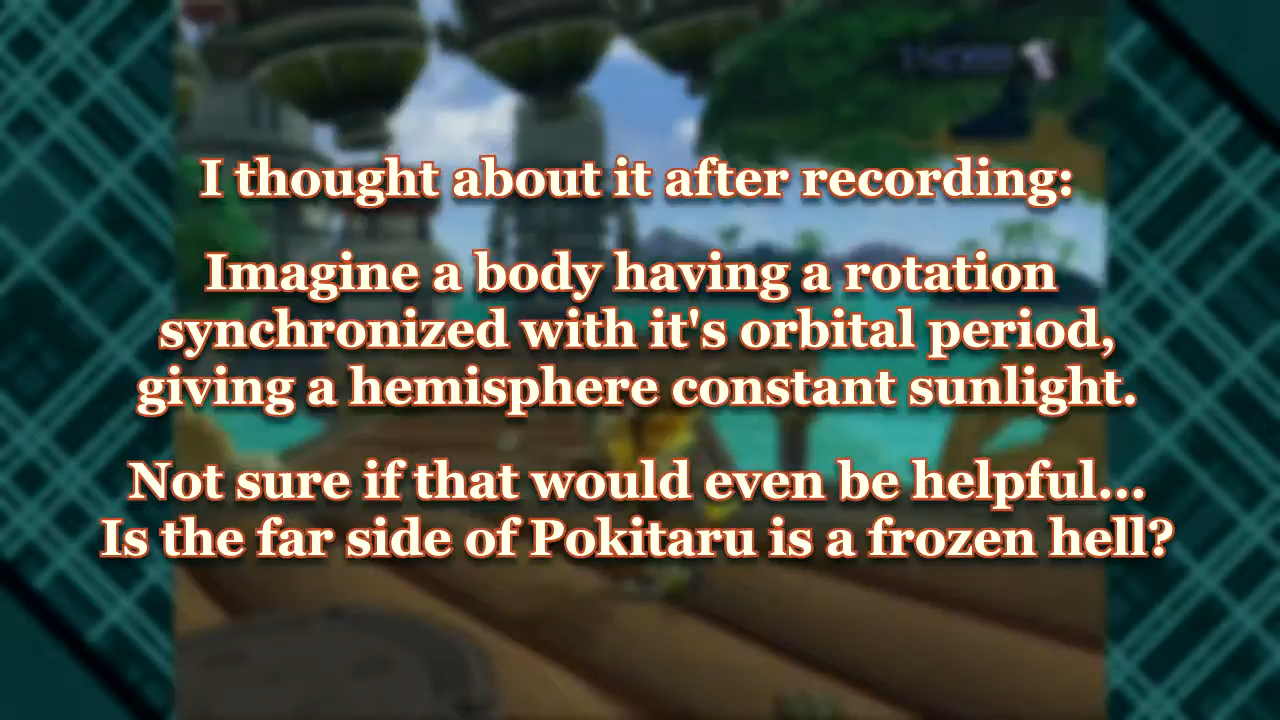 I thought about it after recording:
Imagine a body having a rotation
synchronized with it's orbital period,
giving a hemisphere constant sunlight.
Not sure if that would even be helpful...
Is the far side of Pokitaru is a frozen hell?